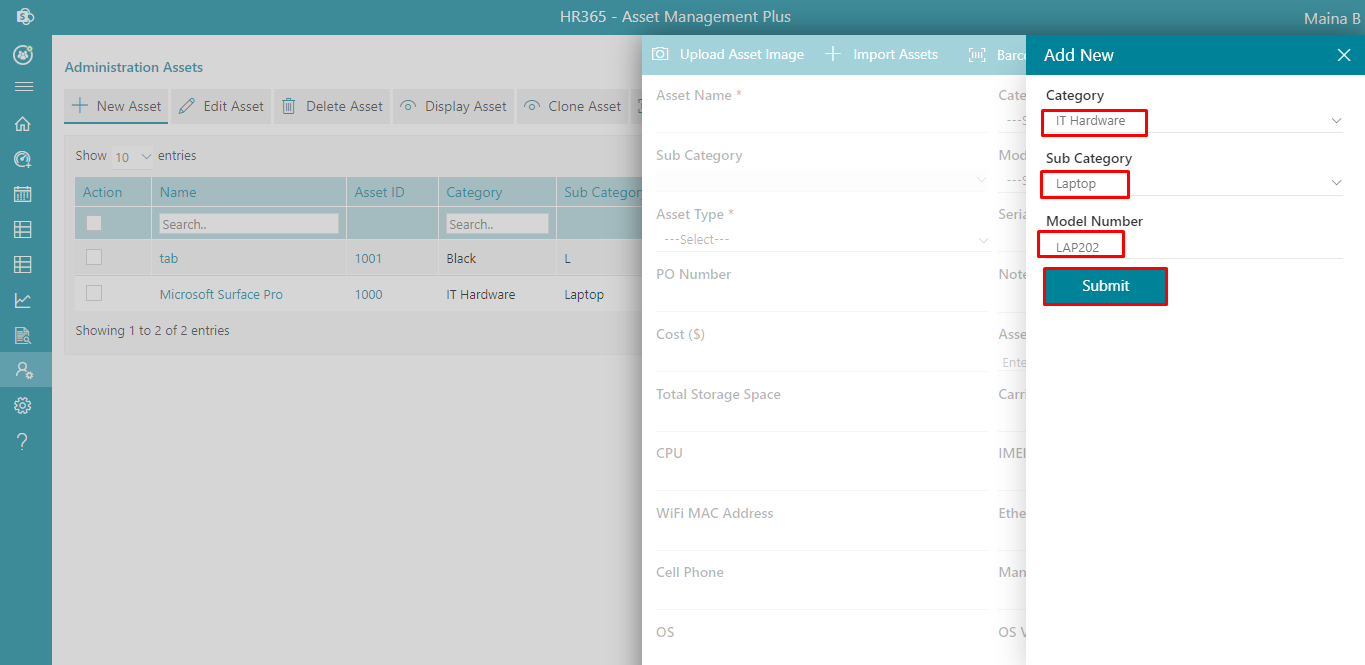 HR365 - Asset Management Plus
Maina B
Administration Assets
New Asset
Edit Asset
Delete Asset
Display Asset
Clone Asset
Show 10 entries
Action Name Asset ID Category Sub Categor
Search.. Search..
tab 1001 Black L
Microsoft Surface Pro 1000 IT Hardware Laptop
Showing 1 to 2 of 2 entries
Upload Asset Image
Import Assets
Barc
Asset Name *
Cate
---S
Sub Category
Mod
---S
Asset Type *
---Select---
Seria
PO Number
Note
Cost ($)
Asse
Ente
Total Storage Space
Carri
CPU
IMEI
WiFi MAC Address
Ethe
Cell Phone
Man
OS
OS V
Add New
Category
IT Hardware
Sub Category
Laptop
Model Number
LAP202
Submit